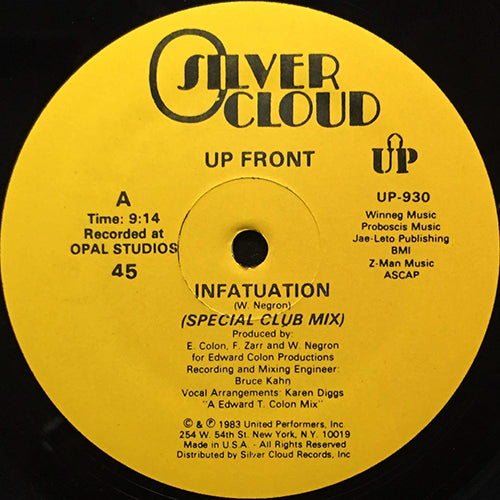 SILVER
CLOUD
UP FRONT
UP
A
Time: 9:14
Recorded at
OPAL STUDIOS
45
UP-930
Winneg Music
Proboscis Music
Jae-Leto Publishing
BMI
Z-Man Music
ASCAP
INFATUATION
(W. Negron)
(SPECIAL CLUB MIX)
Produced by:
E. Colon, F. Zarr and W. Negron
for Edward Colon Productions
Recording and Mixing Engineer:
Bruce Kahn
Vocal Arrangements: Karen Diggs
"A Edward T. Colon Mix"
© & ℗ 1983 United Performers, Inc.
254 W. 54th St. New York, N.Y. 10019
Made in U.S.A. - All Rights Reserved
Distributed by Silver Cloud Records, Inc